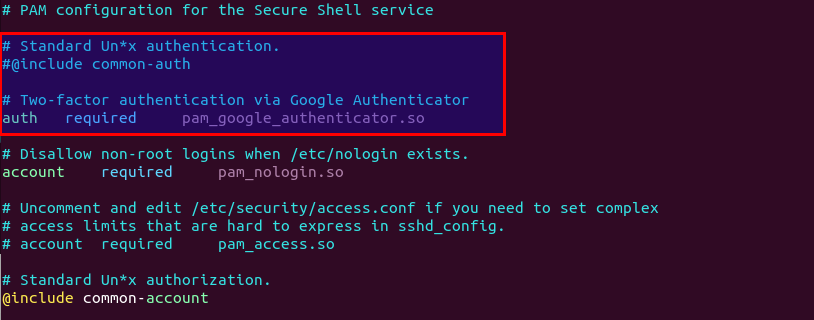 # PAM configuration for the Secure Shell service
# Standard Un*x authentication.
#@include common-auth
# Two-factor authentication via Google Authenticator
auth   required     pam_google_authenticator.so
# Disallow non-root logins when /etc/nologin exists.
account    required     pam_nologin.so
# Uncomment and edit /etc/security/access.conf if you need to set complex
# access limits that are hard to express in sshd_config.
# account  required     pam_access.so
# Standard Un*x authorization.
@include common-account